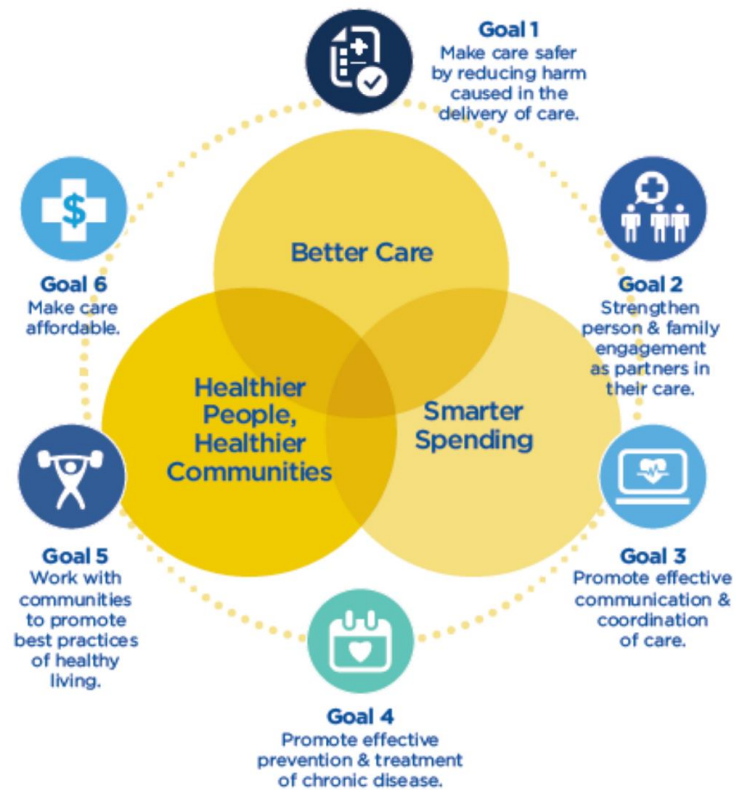 Goal 1
Make care safer
by reducing harm
caused in the
delivery of care.
Better Care
Goal 6
Make care
affordable.
Goal 2
Strengthen
person & family
engagement
as partners in
their care.
Healthier
People,
Healthier
Communities
Smarter
Spending
Goal 5
Work with
communities
to promote
best practices
of healthy
living.
Goal 3
Promote effective
communication &
coordination
of care.
Goal 4
Promote effective
prevention & treatment
of chronic disease.
$